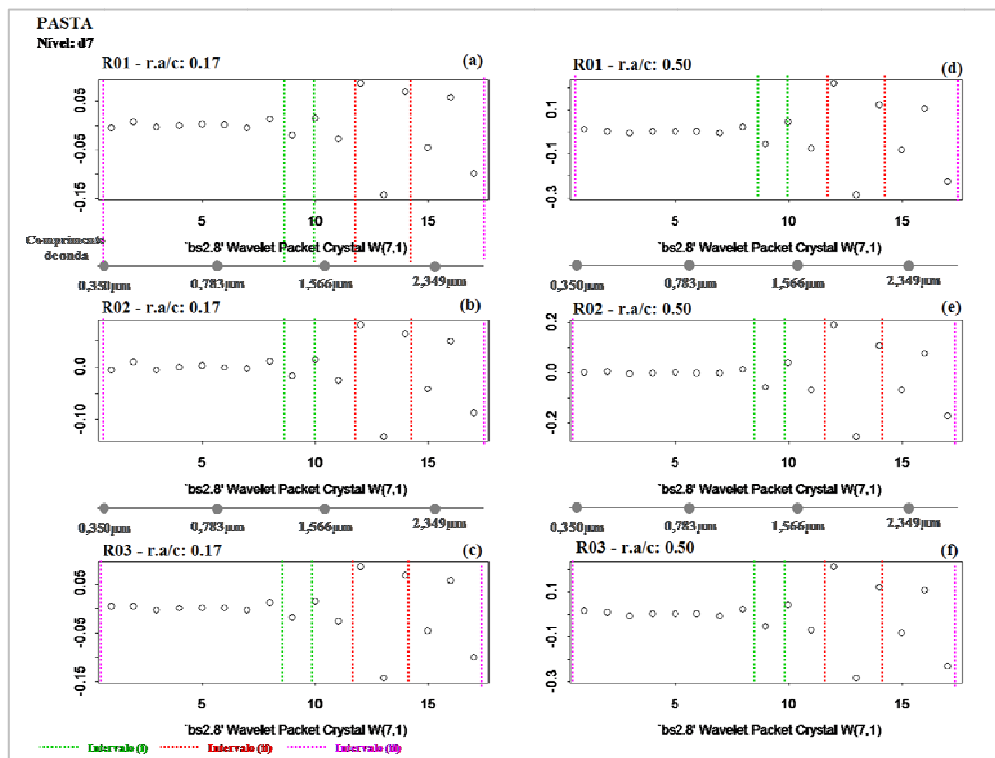 PASTA
Nível: d7
R01 - r.a/c: 0.17
(a)
0.05
-0.05
-0.15
5
10
15
'bs2.8' Wavelet Packet Crystal W(7,1)
Comprimento
de onda
0,350µm
0,783µm
1,566µm
2,349µm
R02 - r.a/c: 0.17
(b)
0.0
-0.10
5
10
15
'bs2.8' Wavelet Packet Crystal W(7,1)
0,350µm
0,783µm
1,566µm
2,349µm
R03 - r.a/c: 0.17
(c)
0.05
-0.05
-0.15
5
10
15
'bs2.8' Wavelet Packet Crystal W(7,1)
R01 - r.a/c: 0.50
(d)
0.1
-0.1
-0.3
5
10
15
'bs2.8' Wavelet Packet Crystal W(7,1)
0,350µm
0,783µm
1,566µm
2,349µm
R02 - r.a/c: 0.50
(e)
0.2
0.0
-0.2
5
10
15
'bs2.8' Wavelet Packet Crystal W(7,1)
0,350µm
0,783µm
1,566µm
2,349µm
R03 - r.a/c: 0.50
(f)
0.1
-0.1
-0.3
5
10
15
'bs2.8' Wavelet Packet Crystal W(7,1)
Intervalo (I)
Intervalo (II)
Intervalo (III)